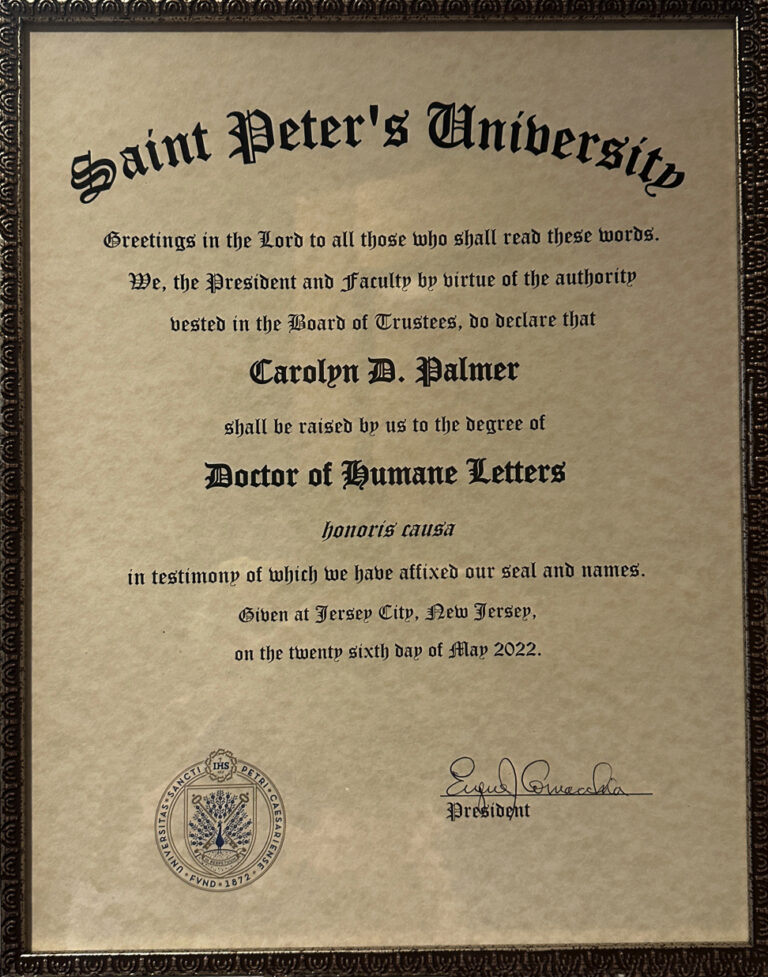 Saint Peter's University
Greetings in the Lord to all those who shall read these words.
We, the President and Faculty by virtue of the authority
vested in the Board of Trustees, do declare that
Carolyn D. Palmer
shall be raised by us to the degree of
Doctor of Humane Letters
honoris causa
in testimony of which we have affixed our seal and names.
Given at Jersey City, New Jersey,
on the twenty sixth day of May 2022.
IHS
UNIVERSITAS • SANCTI PETRI • CAESARIENSE • FVND • 1872 •
President